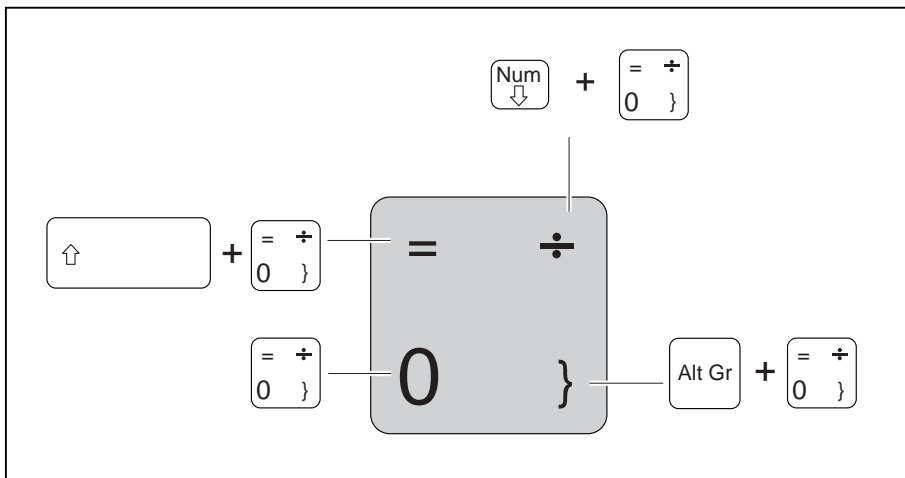 Num + = ÷
⇩ 0 }
⇧ + = ÷ = ÷
0 }
= ÷ 0 } Alt Gr + = ÷
0 } 0 }